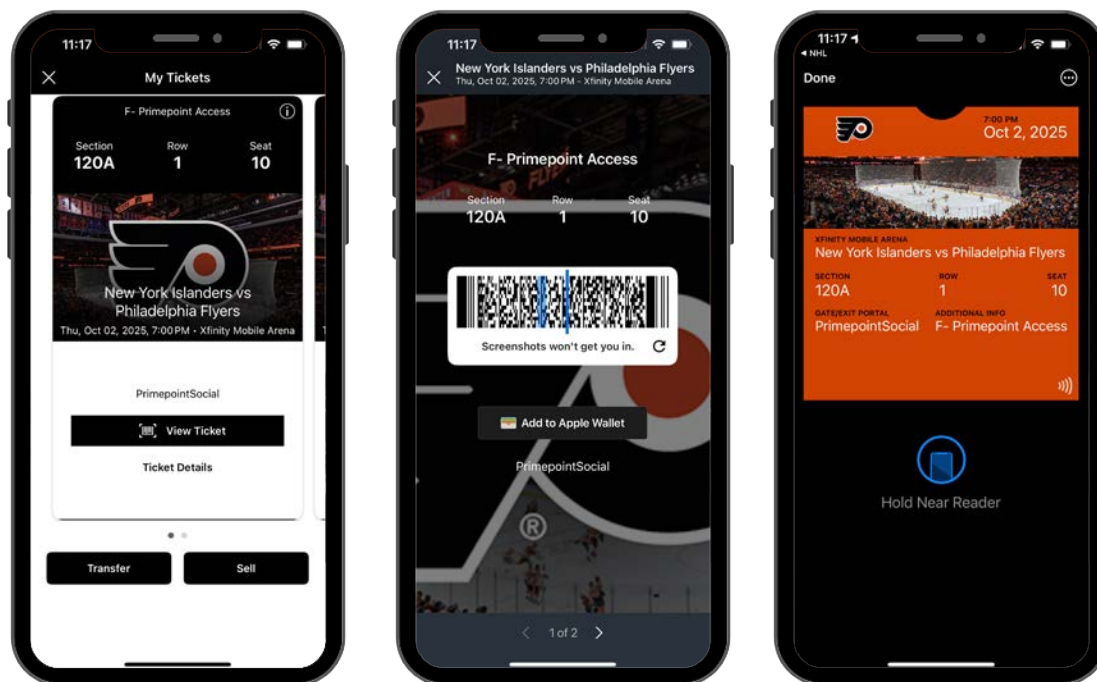 11:17
My Tickets
F- Primepoint Access
Section Row Seat
120A 1 10
New York Islanders vs
Philadelphia Flyers
Thu, Oct 02, 2025, 7:00 PM • Xfinity Mobile Arena
PrimepointSocial
View Ticket
Ticket Details
Transfer Sell
11:17
New York Islanders vs Philadelphia Flyers
Thu, Oct 02, 2025, 7:00 PM - Xfinity Mobile Arena
F- Primepoint Access
Section Row Seat
120A 1 10
Screenshots won't get you in.
Add to Apple Wallet
PrimepointSocial
®
1 of 2
11:17
NHL
Done
7:00 PM
Oct 2, 2025
XFINITY MOBILE ARENA
New York Islanders vs Philadelphia Flyers
SECTION ROW SEAT
120A 1 10
GATE/EXIT PORTAL ADDITIONAL INFO
PrimepointSocial F- Primepoint Access
Hold Near Reader